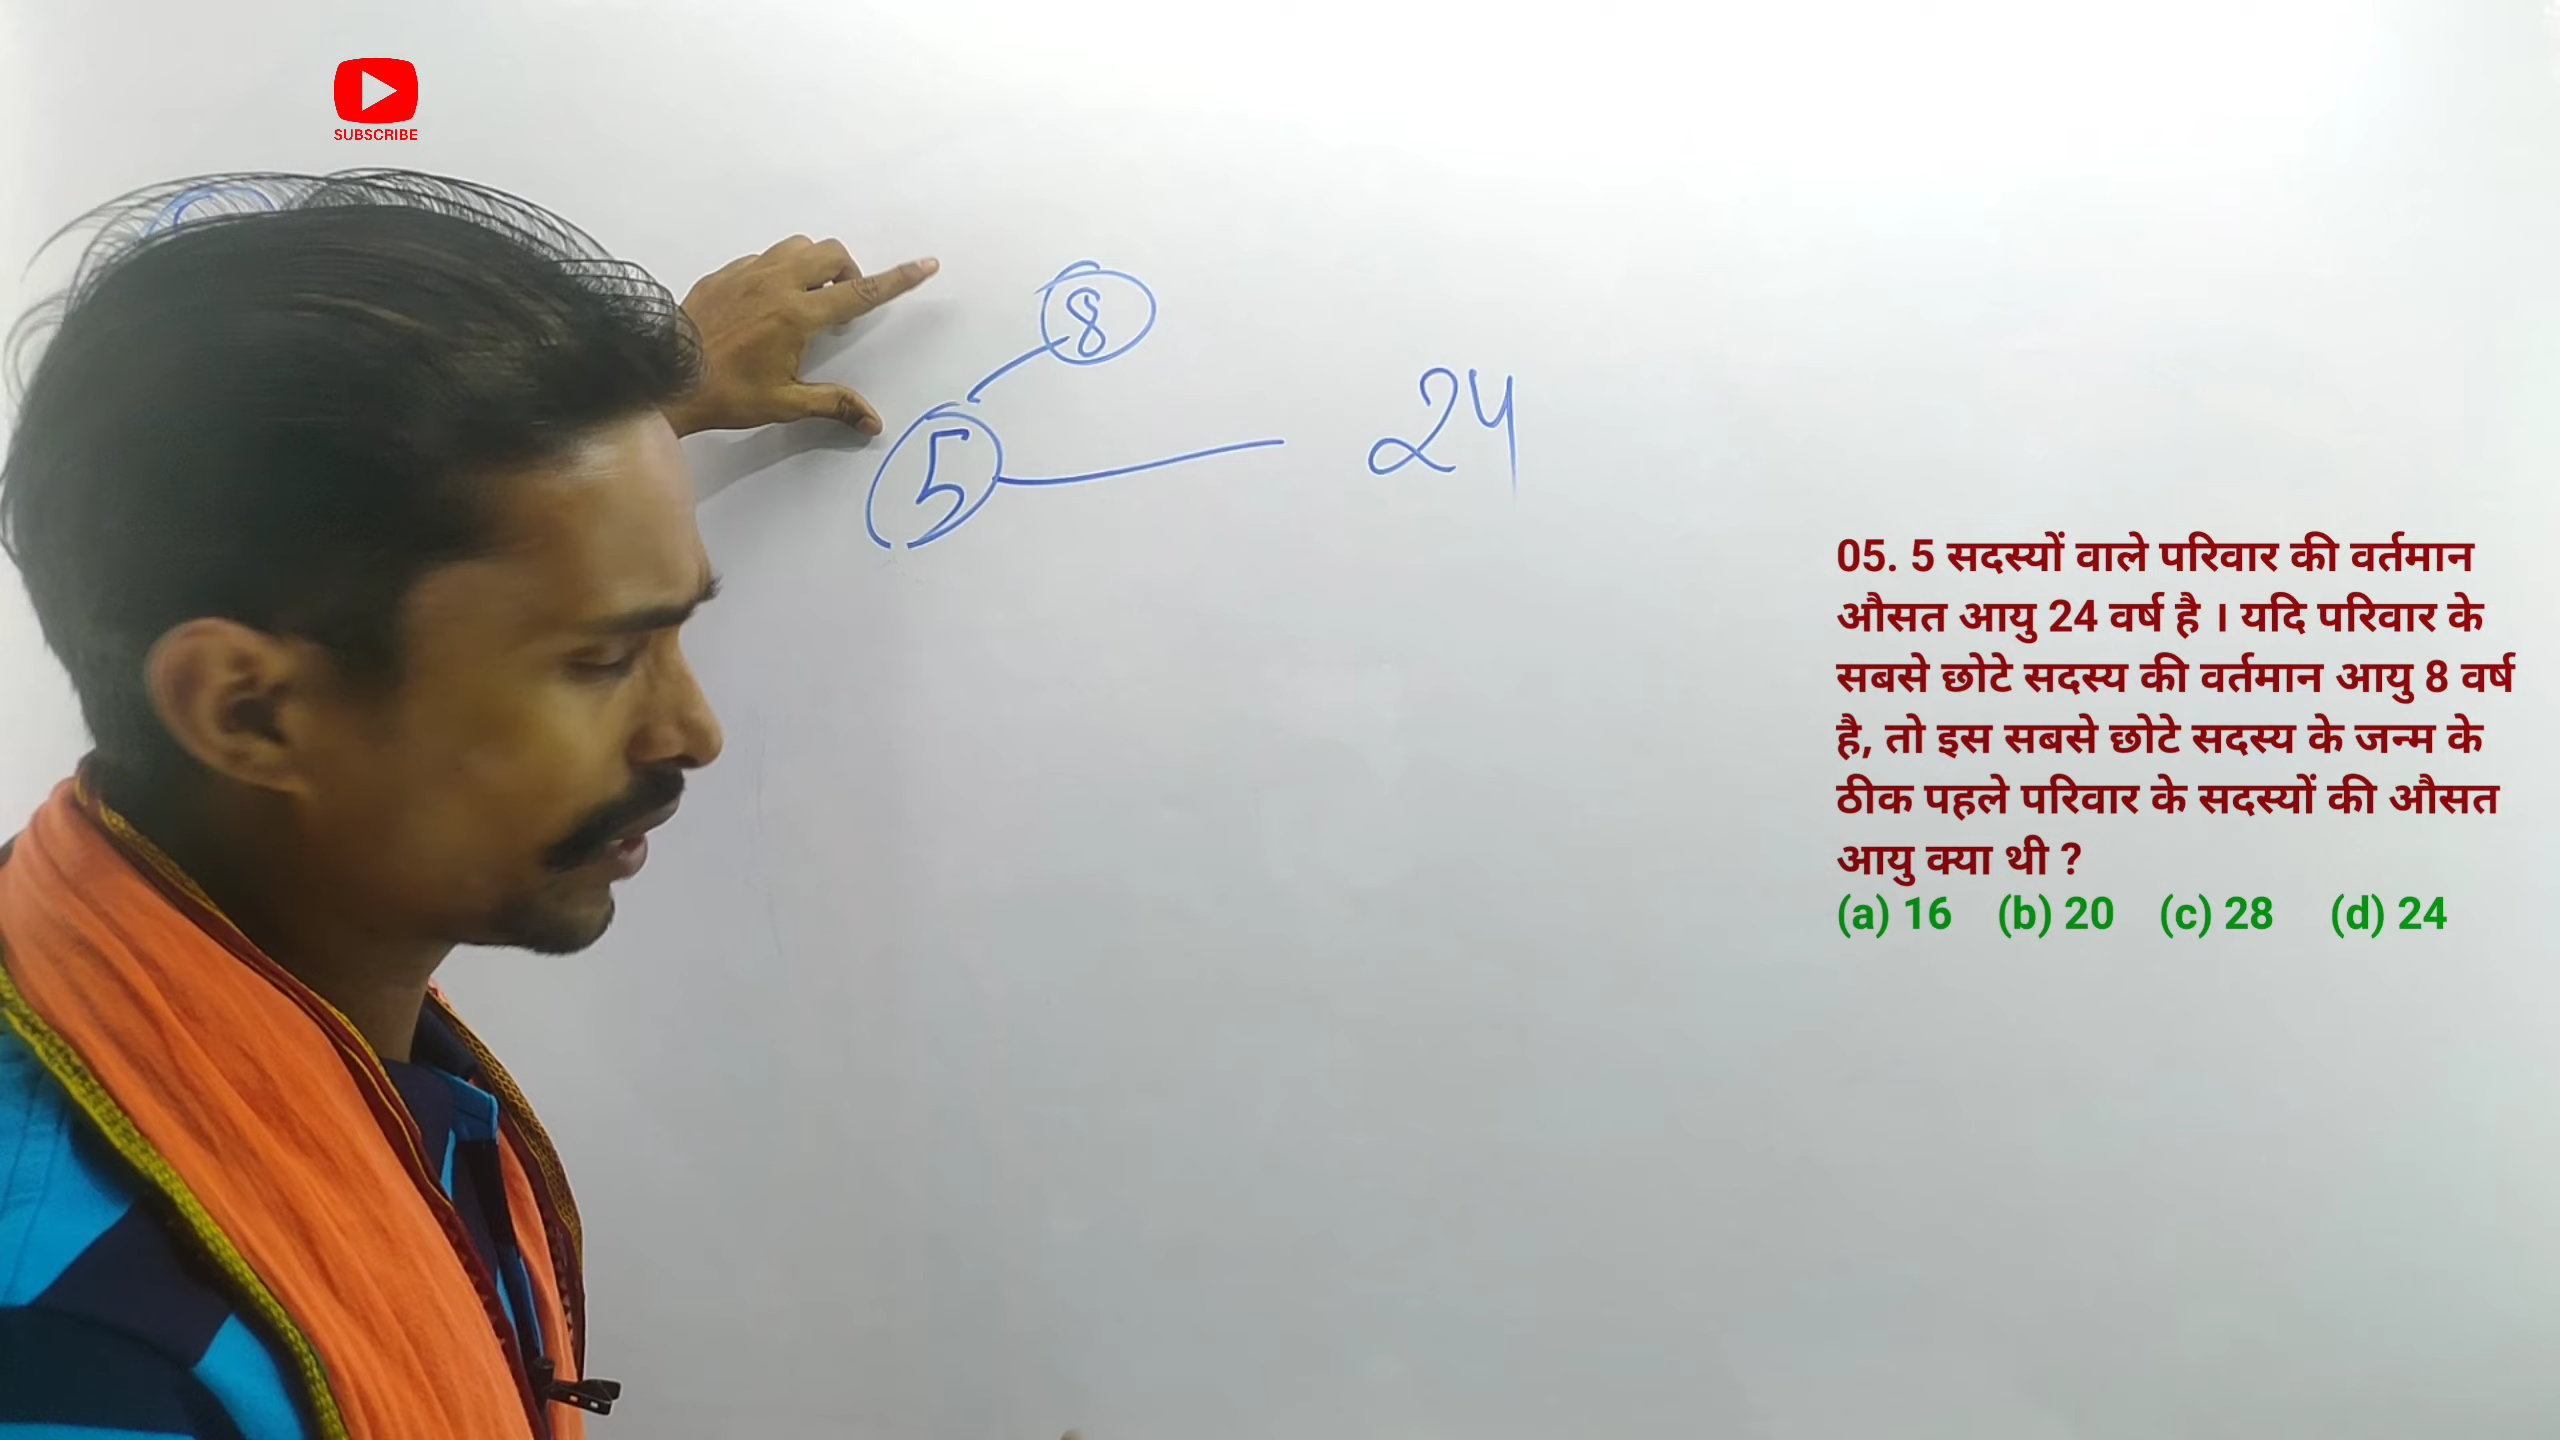 SUBSCRIBE
8
5 24
05. 5 सदस्यों वाले परिवार की वर्तमान
औसत आयु 24 वर्ष है । यदि परिवार के
सबसे छोटे सदस्य की वर्तमान आयु 8 वर्ष
है, तो इस सबसे छोटे सदस्य के जन्म के
ठीक पहले परिवार के सदस्यों की औसत
आयु क्या थी ?
(a) 16 (b) 20 (c) 28 (d) 24